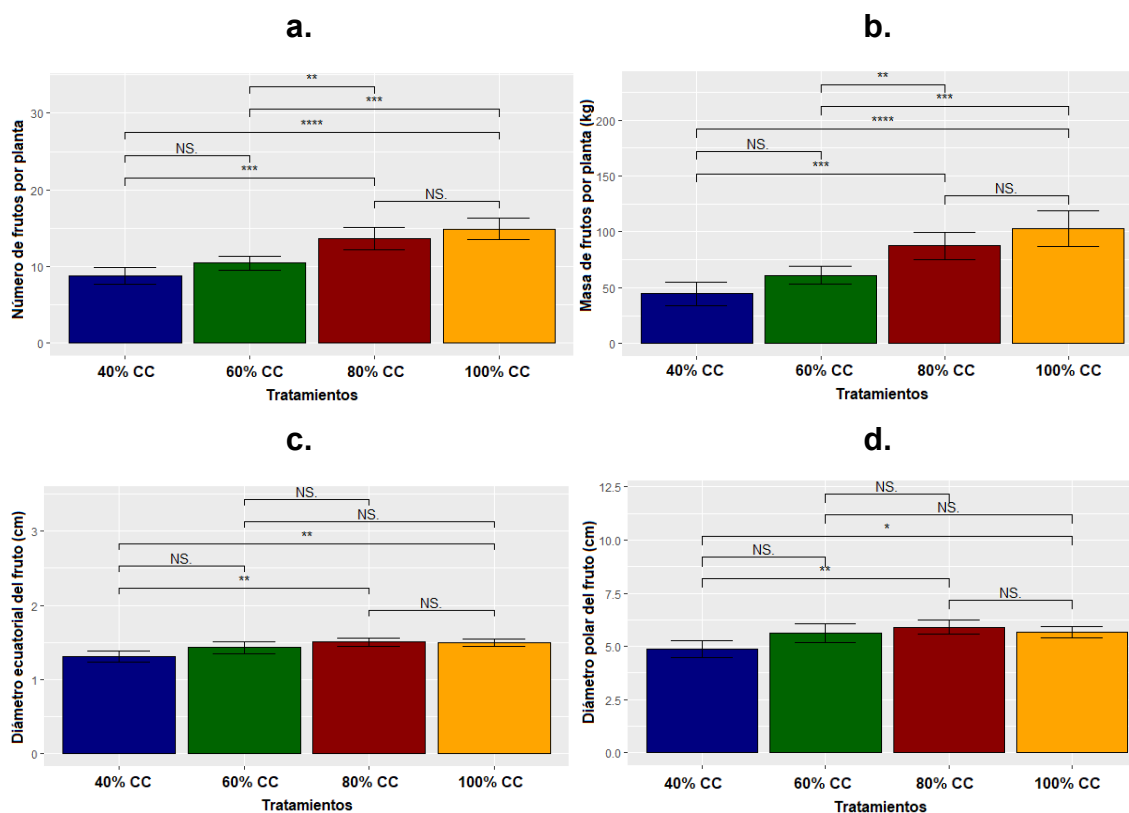 a.
Número de frutos por planta
30
20
10
0
**
***
****
NS.
***
NS.
40% CC
60% CC
80% CC
100% CC
Tratamientos
b.
Masa de frutos por planta (kg)
200
150
100
50
0
**
***
****
NS.
***
NS.
40% CC
60% CC
80% CC
100% CC
Tratamientos
c.
Diámetro ecuatorial del fruto (cm)
3
2
1
0
NS.
NS.
**
NS.
**
NS.
40% CC
60% CC
80% CC
100% CC
Tratamientos
d.
Diámetro polar del fruto (cm)
12.5
10.0
7.5
5.0
2.5
0.0
NS.
NS.
*
NS.
**
NS.
40% CC
60% CC
80% CC
100% CC
Tratamientos